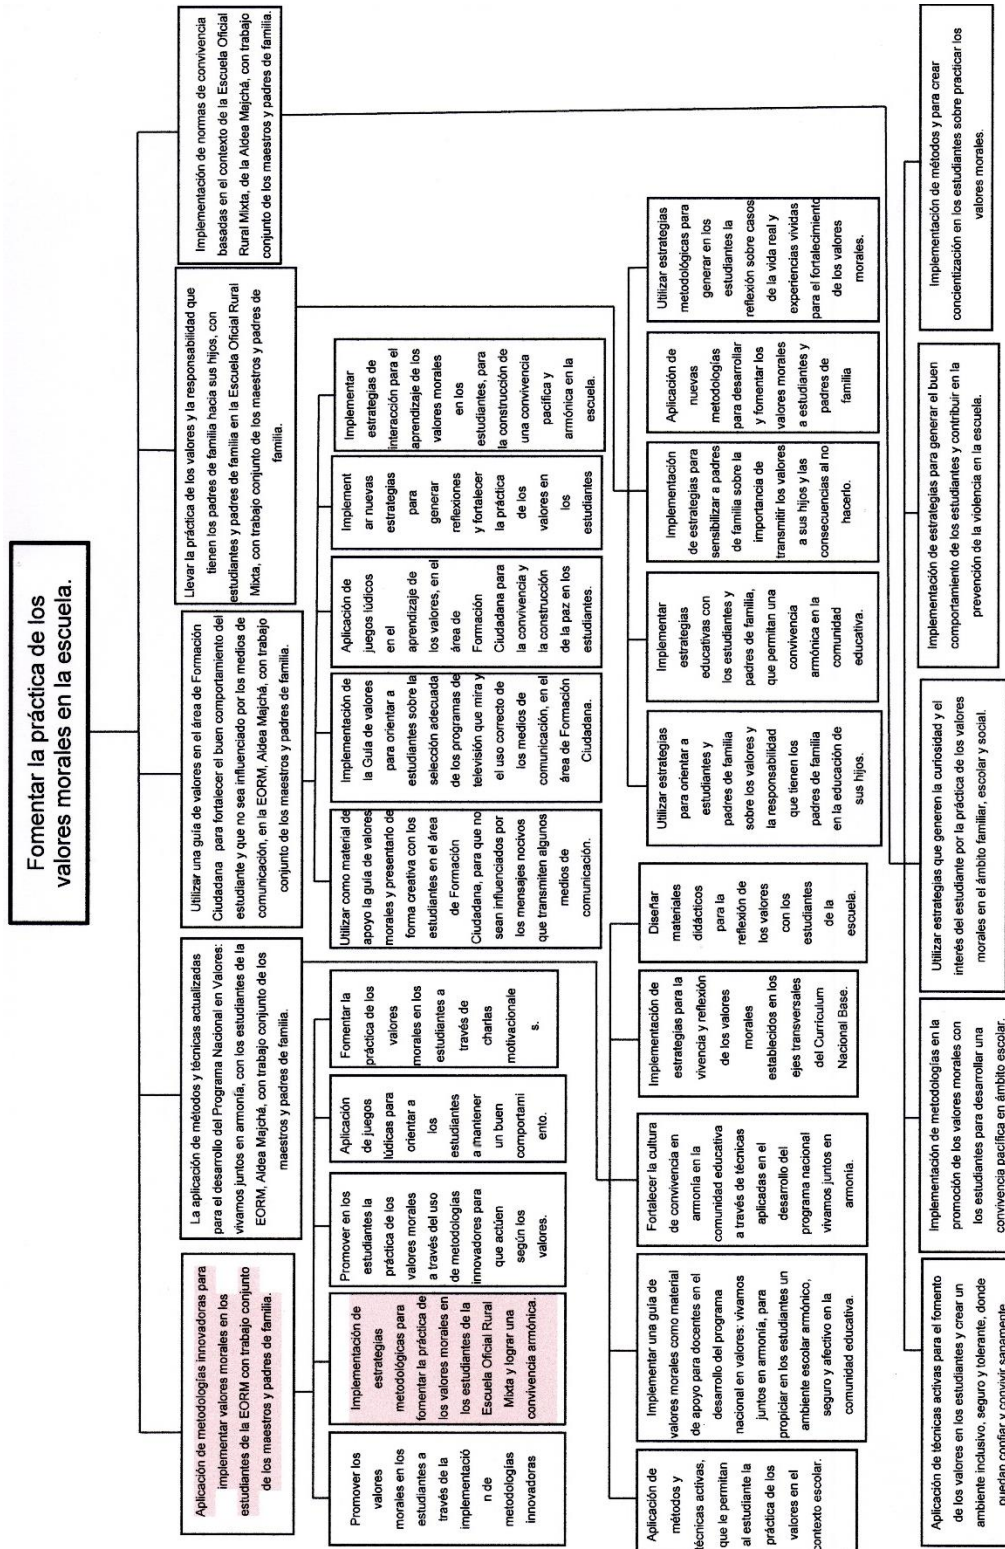 Fomentar la práctica de los
valores morales en la escuela.
Aplicación de metodologías innovadoras para
implementar valores morales en los
estudiantes de la EORM con trabajo conjunto
de los maestros y padres de familia.
La aplicación de métodos y técnicas actualizadas
para el desarrollo del Programa Nacional en Valores:
vivamos juntos en armonía, con los estudiantes de la
EORM, Aldea Majchá, con trabajo conjunto de los
maestros y padres de familia.
Utilizar una guía de valores en el área de Formación
Ciudadana para fortalecer el buen comportamiento del
estudiante y que no sea influenciado por los medios de
comunicación, en la EORM, Aldea Majchá, con trabajo
conjunto de los maestros y padres de familia.
Llevar la práctica de los valores y la responsabilidad que
tienen los padres de familia hacia sus hijos, con
estudiantes y padres de familia en la Escuela Oficial Rural
Mixta, con trabajo conjunto de los maestros y padres de
familia.
Implementación de normas de convivencia
basadas en el contexto de la Escuela Oficial
Rural Mixta, de la Aldea Majchá, con trabajo
conjunto de los maestros y padres de familia.
Promover los
valores
morales en los
estudiantes a
través de la
implementació
n de
metodologías
innovadoras
Implementación de
estrategias
metodológicas para
fomentar la práctica de
los valores morales en
los estudiantes de la
Escuela Oficial Rural
Mixta y lograr una
convivencia armónica.
Promover en los
estudiantes la
práctica de los
valores morales
a través del uso
de metodologías
innovadores para
que actúen
según los
valores.
Aplicación
de juegos
lúdicas para
orientar a
los
estudiantes
a mantener
un buen
comportami
ento.
Fomentar la
práctica de los
valores
morales en los
estudiantes a
través de
charlas
motivacionale
s.
Utilizar como material de
apoyo la guía de valores
morales y presentarlo de
forma creativa con los
estudiantes en el área
de Formación
Ciudadana, para que no
sean influenciados por
los mensajes nocivos
que transmiten algunos
medios de
comunicación.
Implementación de
la Guía de valores
para orientar a
estudiantes sobre la
selección adecuada
de los programas de
televisión que mira y
el uso correcto de
los medios de
comunicación, en el
área de Formación
Ciudadana.
Aplicación de
juegos lúdicos
en el
aprendizaje de
los valores, en el
área de
Formación
Ciudadana para
la convivencia y
la construcción
de la paz en los
estudiantes.
Implement
ar nuevas
estrategias
para
generar
reflexiones
y fortalecer
la práctica
de los
valores en
los
estudiantes
Implementar
estrategias de
interacción para el
aprendizaje de los
valores morales
en los
estudiantes, para
la construcción de
una convivencia
pacífica y
armónica en la
escuela.
Aplicación de
métodos y
técnicas activas,
que le permitan
al estudiante la
práctica de los
valores en el
contexto escolar.
Implementar una guía de
valores morales como material
de apoyo para docentes en el
desarrollo del programa
nacional en valores: vivamos
juntos en armonía, para
propiciar en los estudiantes un
ambiente escolar armónico,
seguro y afectivo en la
comunidad educativa.
Fortalecer la cultura
de convivencia en
armonía en la
comunidad educativa
a través de técnicas
aplicadas en el
desarrollo del
programa nacional
vivamos juntos en
armonía.
Implementación de
estrategias para la
vivencia y reflexión
de los valores
morales
establecidos en los
ejes transversales
del Currículum
Nacional Base.
Diseñar
materiales
didácticos
para la
reflexión de
los valores
con los
estudiantes
de la
escuela.
Utilizar estrategias
para orientar a
estudiantes y
padres de familia
sobre los valores y
la responsabilidad
que tienen los
padres de familia
en la educación de
sus hijos.
Implementar
estrategias
educativas con
los estudiantes y
padres de familia,
que permitan una
convivencia
armónica en la
comunidad
educativa.
Implementación
de estrategias para
sensibilizar a padres
de familia sobre la
importancia de
transmitir los valores
a sus hijos y las
consecuencias al no
hacerlo.
Aplicación de
nuevas
metodologías
para desarrollar
y fomentar los
valores morales
a estudiantes y
padres de
familia
Utilizar estrategias
metodológicas para
generar en los
estudiantes la
reflexión sobre casos
de la vida real y
experiencias vividas
para el fortalecimiento
de los valores
morales.
Aplicación de técnicas activas para el fomento
de los valores en los estudiantes y crear un
ambiente inclusivo, seguro y tolerante, donde
puedan confiar y convivir sanamente
Implementación de metodologías en la
promoción de los valores morales con
los estudiantes para desarrollar una
convivencia pacífica en ámbito escolar.
Utilizar estrategias que generen la curiosidad y el
interés del estudiante por la práctica de los valores
morales en el ámbito familiar, escolar y social.
Implementación de estrategias para generar el buen
comportamiento de los estudiantes y contribuir en la
prevención de la violencia en la escuela.
Implementación de métodos y para crear
concientización en los estudiantes sobre practicar los
valores morales.